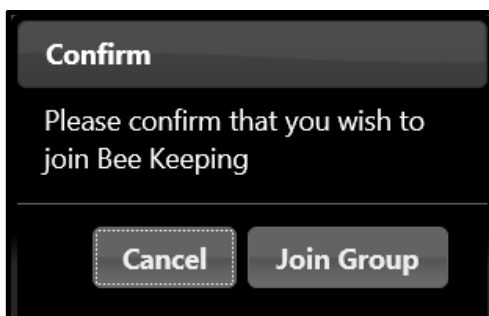 Confirm
Please confirm that you wish to
join Bee Keeping
Cancel Join Group